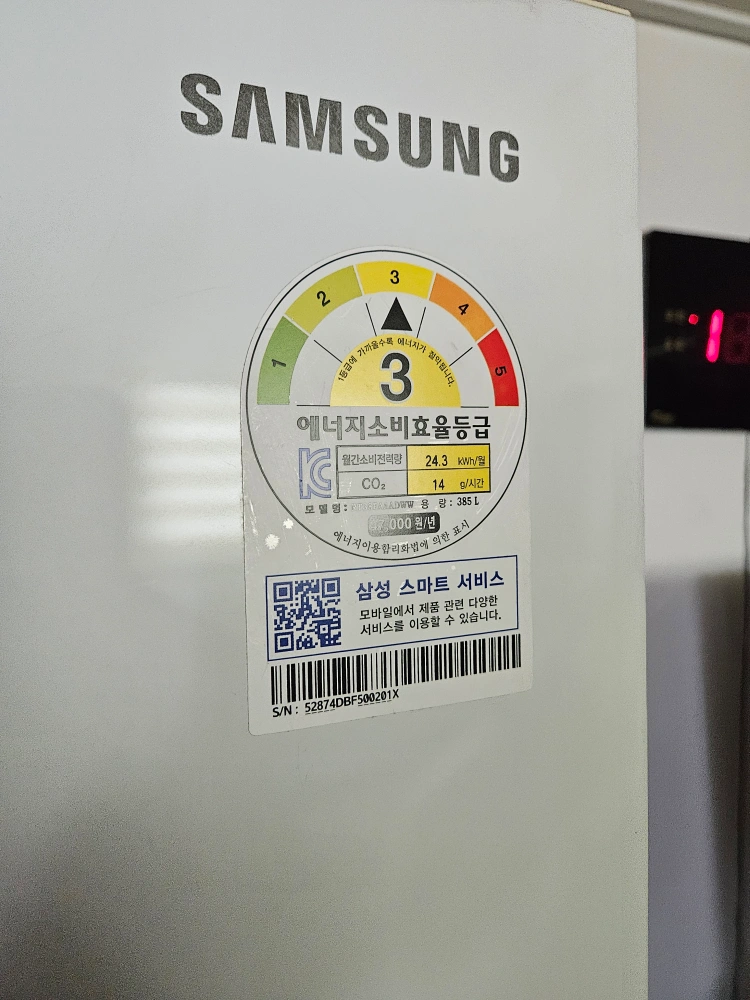 SAMSUNG
1 2 3 4 5
1등급에 가까울수록 에너지가 절약됩니다.
3
에너지소비효율등급
월간소비전력량 24.3 kWh/월
CO₂ 14 g/시간
모델명: 용 량: 385 L
000 원/년
에너지이용합리화법에 의한 표시
삼성 스마트 서비스
모바일에서 제품 관련 다양한
서비스를 이용할 수 있습니다.
S/N : 52874DBF500201X